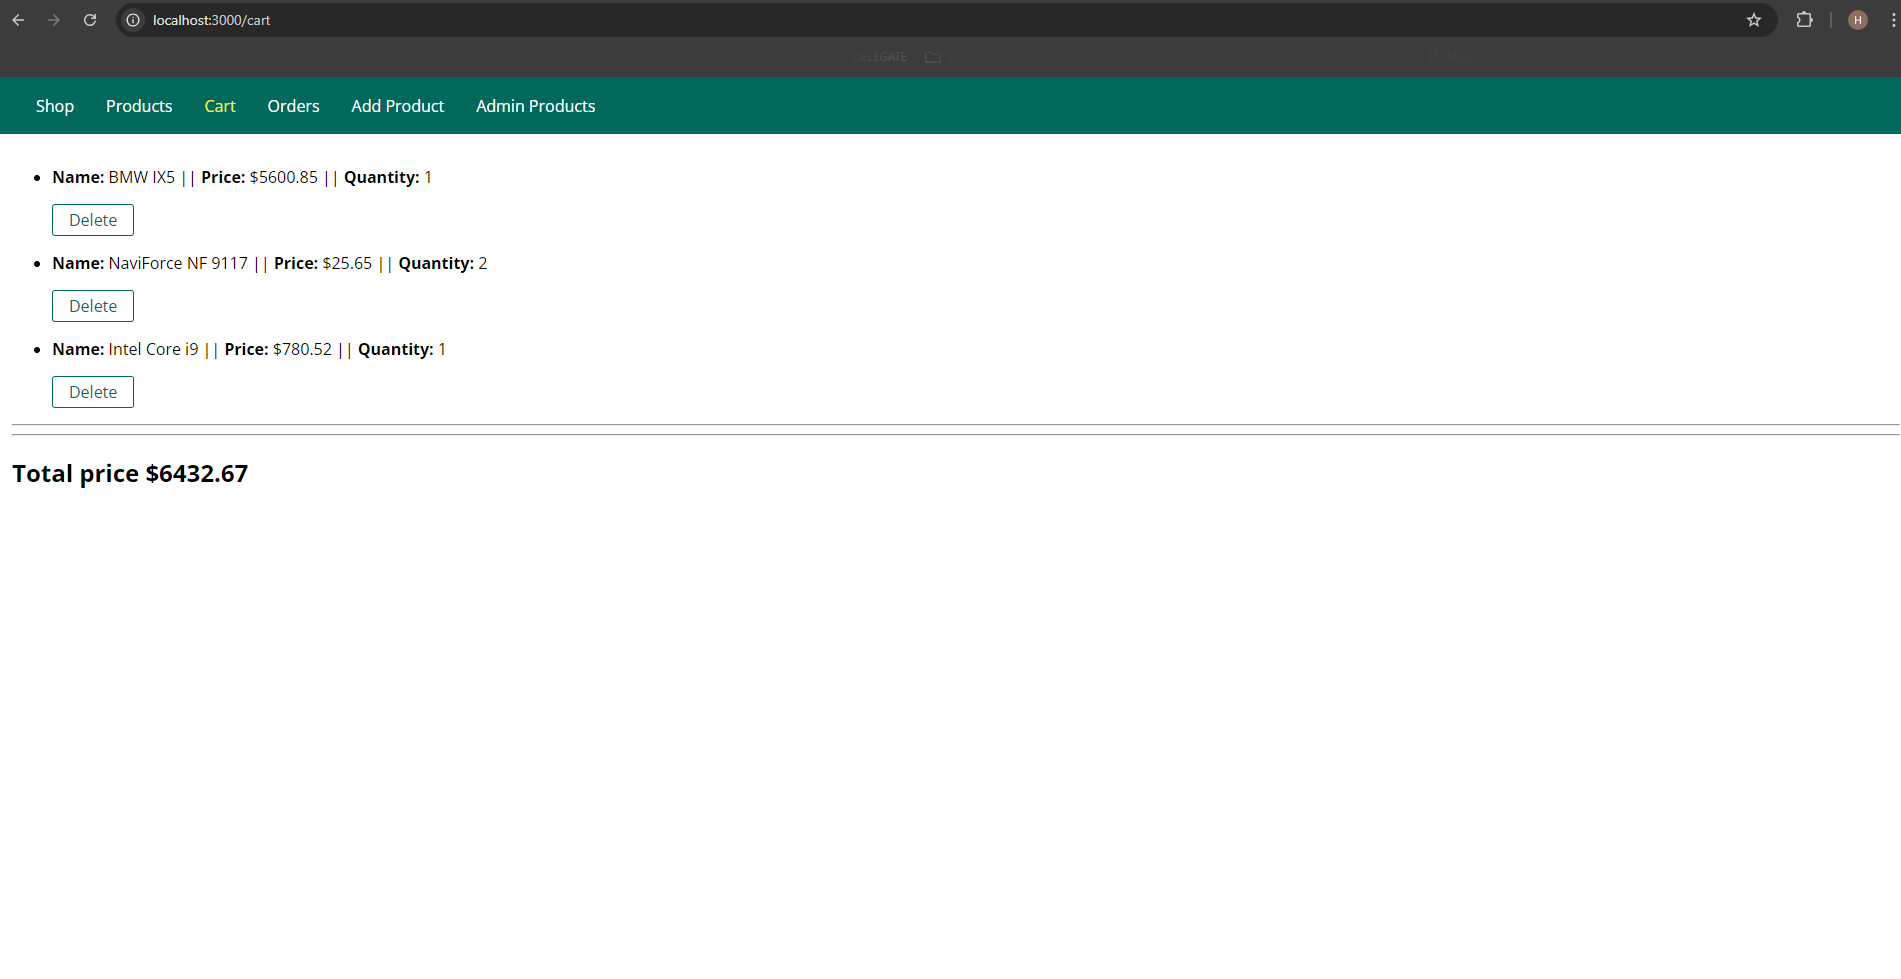 localhost:3000/cart
H
Shop Products Cart Orders Add Product Admin Products
Name: BMW IX5 || Price: $5600.85 || Quantity: 1
Delete
Name: NaviForce NF 9117 || Price: $25.65 || Quantity: 2
Delete
Name: Intel Core i9 || Price: $780.52 || Quantity: 1
Delete
Total price $6432.67